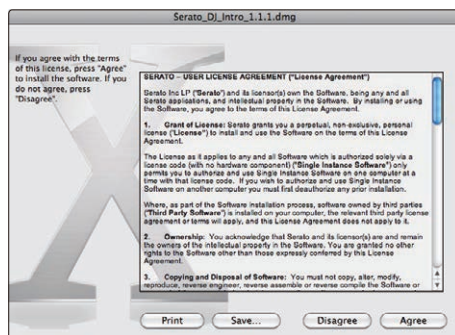 Serato_DJ_Intro_1.1.1.dmg
If you agree with the terms
of this license, press "Agree"
to install the software. If you
do not agree, press
"Disagree".
SERATO – USER LICENSE AGREEMENT ("License Agreement")
Serato Inc LP ("Serato") and its licensor(s) own the Software, being any and all
Serato applications, and intellectual property in the Software. By installing or using
the Software, you agree to the terms of this License Agreement.
1. Grant of License: Serato grants you a perpetual, non-exclusive, personal
license ("License") to install and use the Software on the terms of this License
Agreement.
The License as it applies to any and all Software which is authorized solely via a
license code (with no hardware component) ("Single Instance Software") only
permits you to authorize and use Single Instance Software on one computer at a
time with that license code. If you wish to authorize and use Single Instance
Software on another computer you must first deauthorize any prior installation.
Where, as part of the Software installation process, software owned by third parties
("Third Party Software") is installed on your computer, the relevant third party license
agreement or terms will apply, and this License Agreement does not apply to it.
2. Ownership: You acknowledge that Serato and its licensor(s) are and remain
the owners of the intellectual property in the Software. You are granted no other
rights to the Software other than those expressly conferred by this License
Agreement.
3. Copying and Disposal of Software: You must not copy, alter, modify,
reproduce, reverse engineer, reverse assemble or reverse compile the Software or
Print Save... Disagree Agree